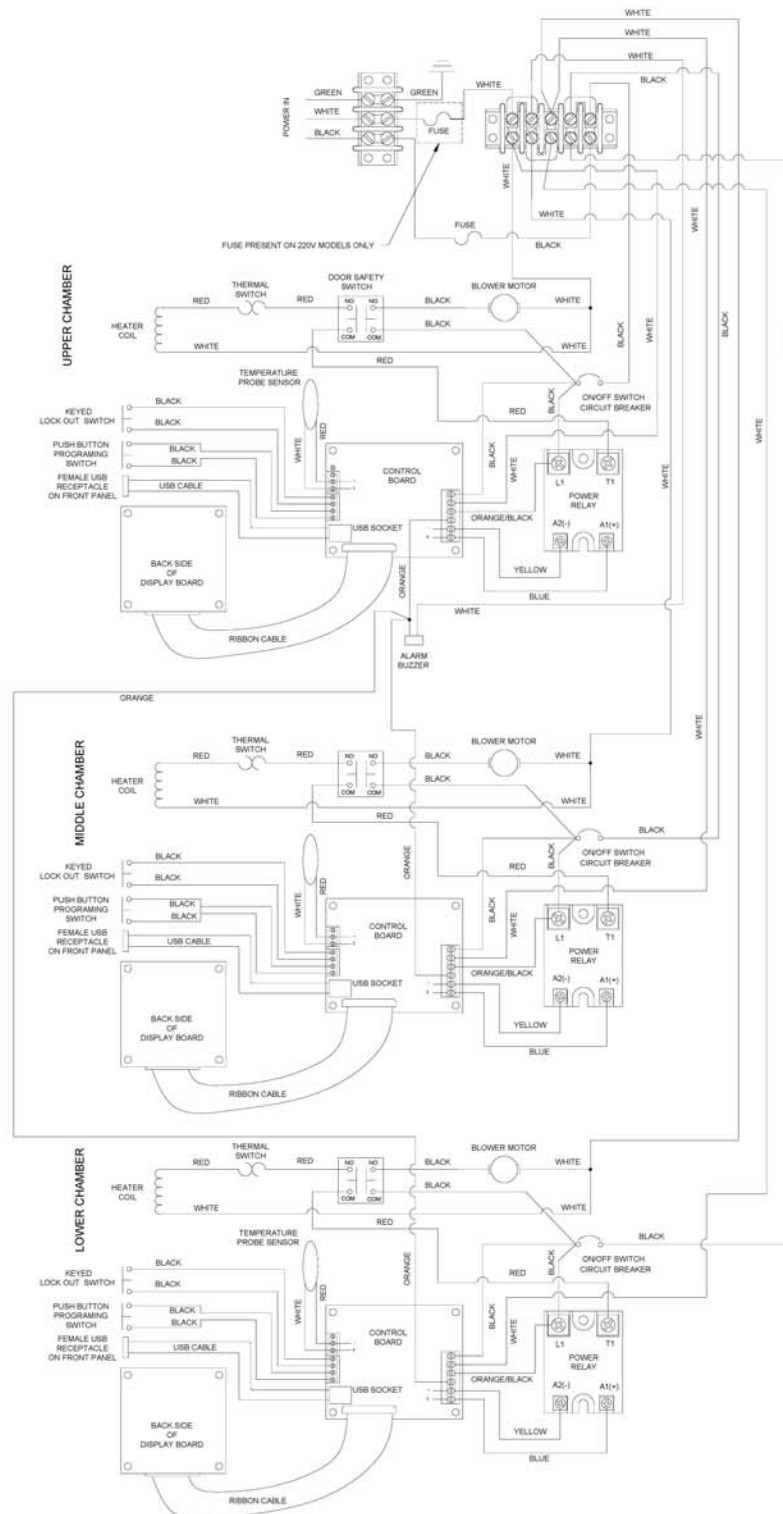 WHITE
WHITE
WHITE
BLACK
POWER IN
GREEN
WHITE
BLACK
GREEN
FUSE
WHITE
WHITE
WHITE
WHITE
FUSE
BLACK
FUSE PRESENT ON 220V MODELS ONLY
UPPER CHAMBER
HEATER
COIL
RED
THERMAL
SWITCH
RED
DOOR SAFETY
SWITCH
NO
NO
COM
COM
BLACK
BLACK
BLOWER MOTOR
WHITE
WHITE
WHITE
RED
BLACK
WHITE
ON/OFF SWITCH
CIRCUIT BREAKER
WHITE
BLACK
WHITE
TEMPERATURE
PROBE SENSOR
KEYED
LOCK OUT SWITCH
BLACK
BLACK
PUSH BUTTON
PROGRAMING
SWITCH
BLACK
BLACK
FEMALE USB
RECEPTACLE
ON FRONT PANEL
USB CABLE
WHITE
RED
CONTROL
BOARD
USB SOCKET
BLACK
WHITE
BLACK
RED
ORANGE/BLACK
L1
T1
POWER
RELAY
A2(-)
A1(+)
YELLOW
BLUE
BACK SIDE
OF
DISPLAY BOARD
RIBBON CABLE
ORANGE
WHITE
ALARM
BUZZER
ORANGE
MIDDLE CHAMBER
HEATER
COIL
RED
THERMAL
SWITCH
RED
NO
NO
COM
COM
BLACK
BLACK
BLOWER MOTOR
WHITE
WHITE
WHITE
WHITE
RED
BLACK
ON/OFF SWITCH
CIRCUIT BREAKER
KEYED
LOCK OUT SWITCH
BLACK
BLACK
PUSH BUTTON
PROGRAMING
SWITCH
BLACK
BLACK
FEMALE USB
RECEPTACLE
ON FRONT PANEL
USB CABLE
WHITE
RED
ORANGE
CONTROL
BOARD
USB SOCKET
BLACK
WHITE
BLACK
RED
ORANGE/BLACK
L1
T1
POWER
RELAY
A2(-)
A1(+)
YELLOW
BLUE
BACK SIDE
OF
DISPLAY BOARD
RIBBON CABLE
LOWER CHAMBER
HEATER
COIL
RED
THERMAL
SWITCH
RED
NO
NO
COM
COM
BLACK
BLACK
BLOWER MOTOR
WHITE
WHITE
WHITE
RED
BLACK
ON/OFF SWITCH
CIRCUIT BREAKER
TEMPERATURE
PROBE SENSOR
KEYED
LOCK OUT SWITCH
BLACK
BLACK
PUSH BUTTON
PROGRAMING
SWITCH
BLACK
BLACK
FEMALE USB
RECEPTACLE
ON FRONT PANEL
USB CABLE
WHITE
RED
ORANGE
CONTROL
BOARD
USB SOCKET
BLACK
WHITE
BLACK
RED
ORANGE/BLACK
L1
T1
POWER
RELAY
A2(-)
A1(+)
YELLOW
BLUE
BACK SIDE
OF
DISPLAY BOARD
RIBBON CABLE